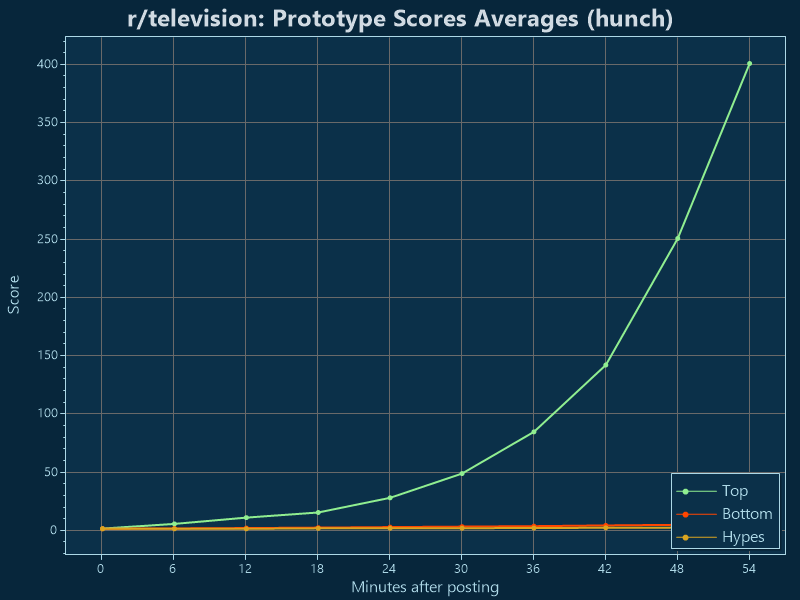 r/television: Prototype Scores Averages (hunch)
400
350
300
250
200
150
100
50
0
Score
0 6 12 18 24 30 36 42 48 54
Minutes after posting
Top
Bottom
Hypes